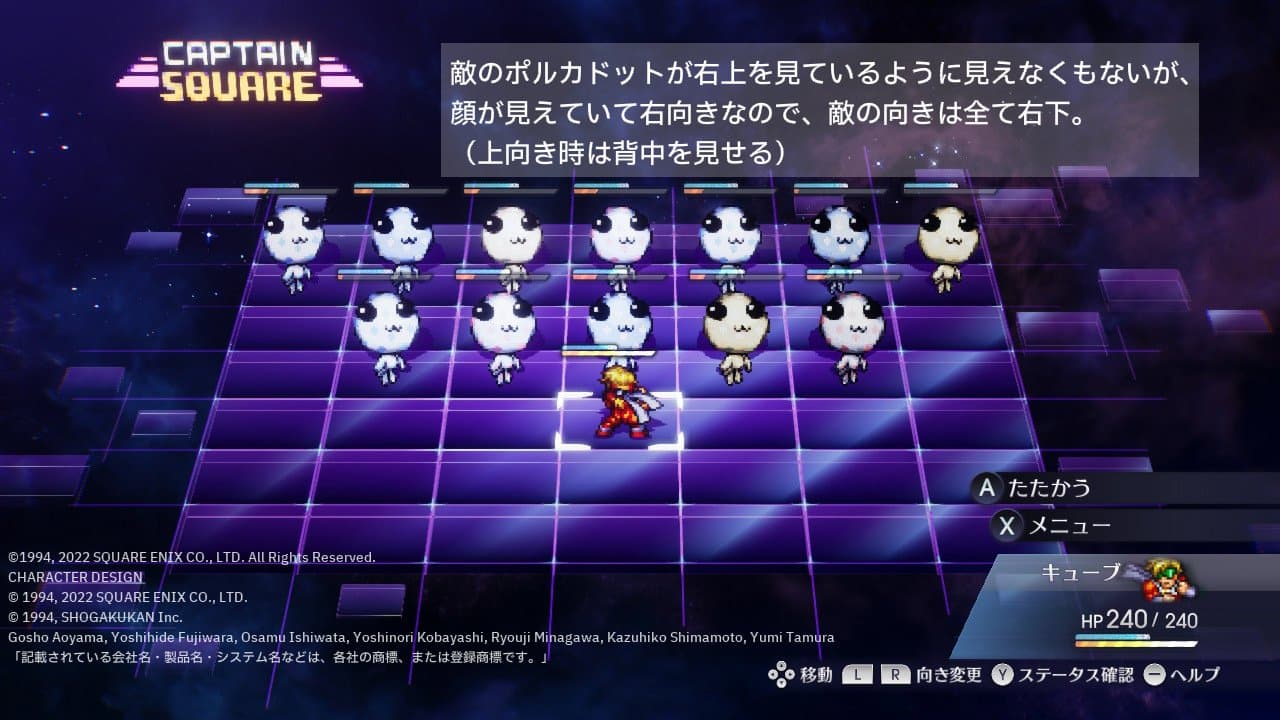 CAPTAIN
SQUARE
敵のポルカドットが右上を見ているように見えなくもないが、
顔が見えていて右向きなので、敵の向きは全て右下。
（上向き時は背中を見せる）
A たたかう
X メニュー
キューブ
HP 240 / 240
©1994, 2022 SQUARE ENIX CO., LTD. All Rights Reserved.
CHARACTER DESIGN
© 1994, 2022 SQUARE ENIX CO., LTD.
© 1994, SHOGAKUKAN Inc.
Gosho Aoyama, Yoshihide Fujiwara, Osamu Ishiwata, Yoshinori Kobayashi, Ryouji Minagawa, Kazuhiko Shimamoto, Yumi Tamura
「記載されている会社名・製品名・システム名などは、各社の商標、または登録商標です。」
移動 L R 向き変更 Y ステータス確認 ヘルプ